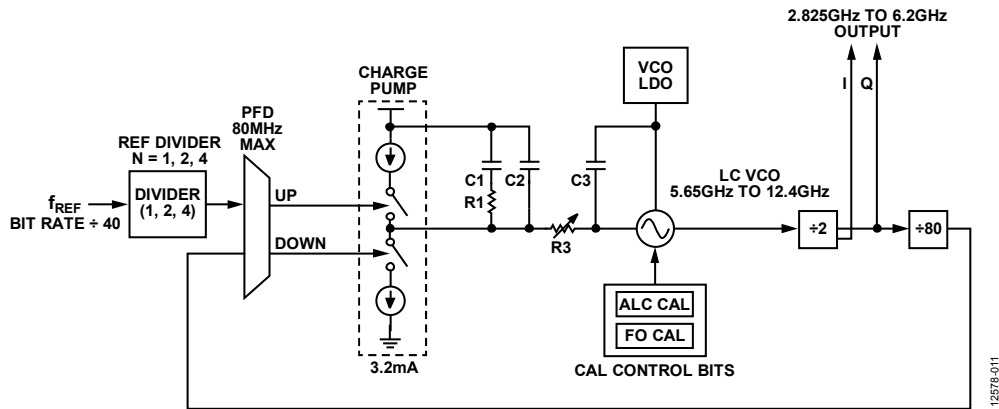 2.825GHz TO 6.2GHz
OUTPUT
I
Q
VCO
LDO
CHARGE
PUMP
PFD
80MHz
MAX
REF DIVIDER
N = 1, 2, 4
DIVIDER
(1, 2, 4)
fREF
BIT RATE ÷ 40
UP
DOWN
C1
R1
C2
C3
R3
LC VCO
5.65GHz TO 12.4GHz
÷2
÷80
ALC CAL
FO CAL
CAL CONTROL BITS
3.2mA
12578-011